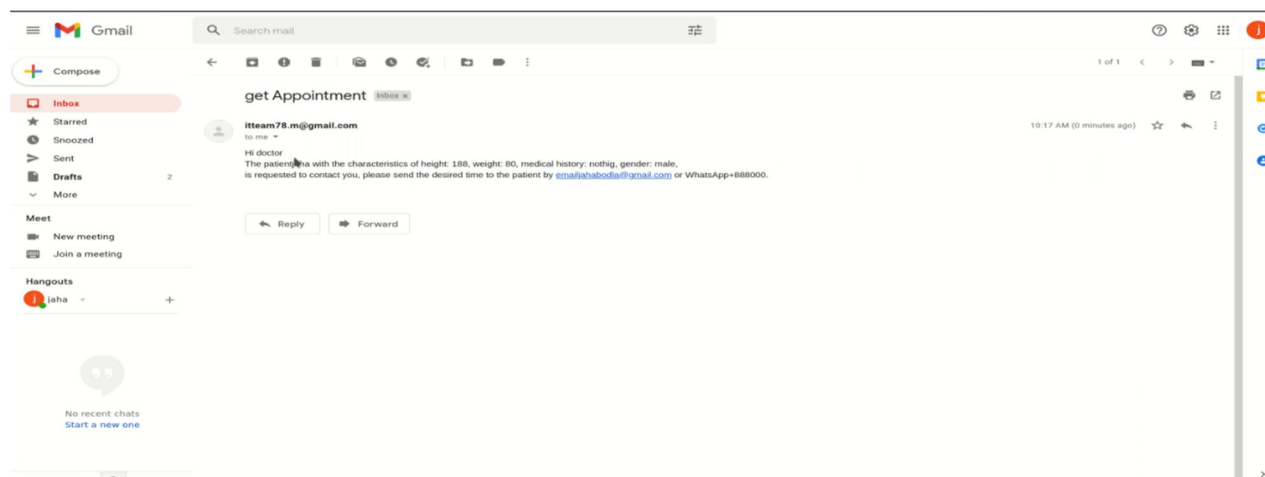 Gmail
Search mail
Compose
1 of 1
get Appointment Inbox x
Inbox
Starred
itteam78.m@gmail.com
10:17 AM (0 minutes ago)
to me
Snoozed
Hi doctor
Sent
The patient with the characteristics of height: 188, weight: 80, medical history: nothig, gender: male,
Drafts 2
is requested to contact you, please send the desired time to the patient by emailjahabodla@gmail.com or WhatsApp+888000.
More
Meet
Reply
Forward
New meeting
Join a meeting
Hangouts
j jaha
No recent chats
Start a new one